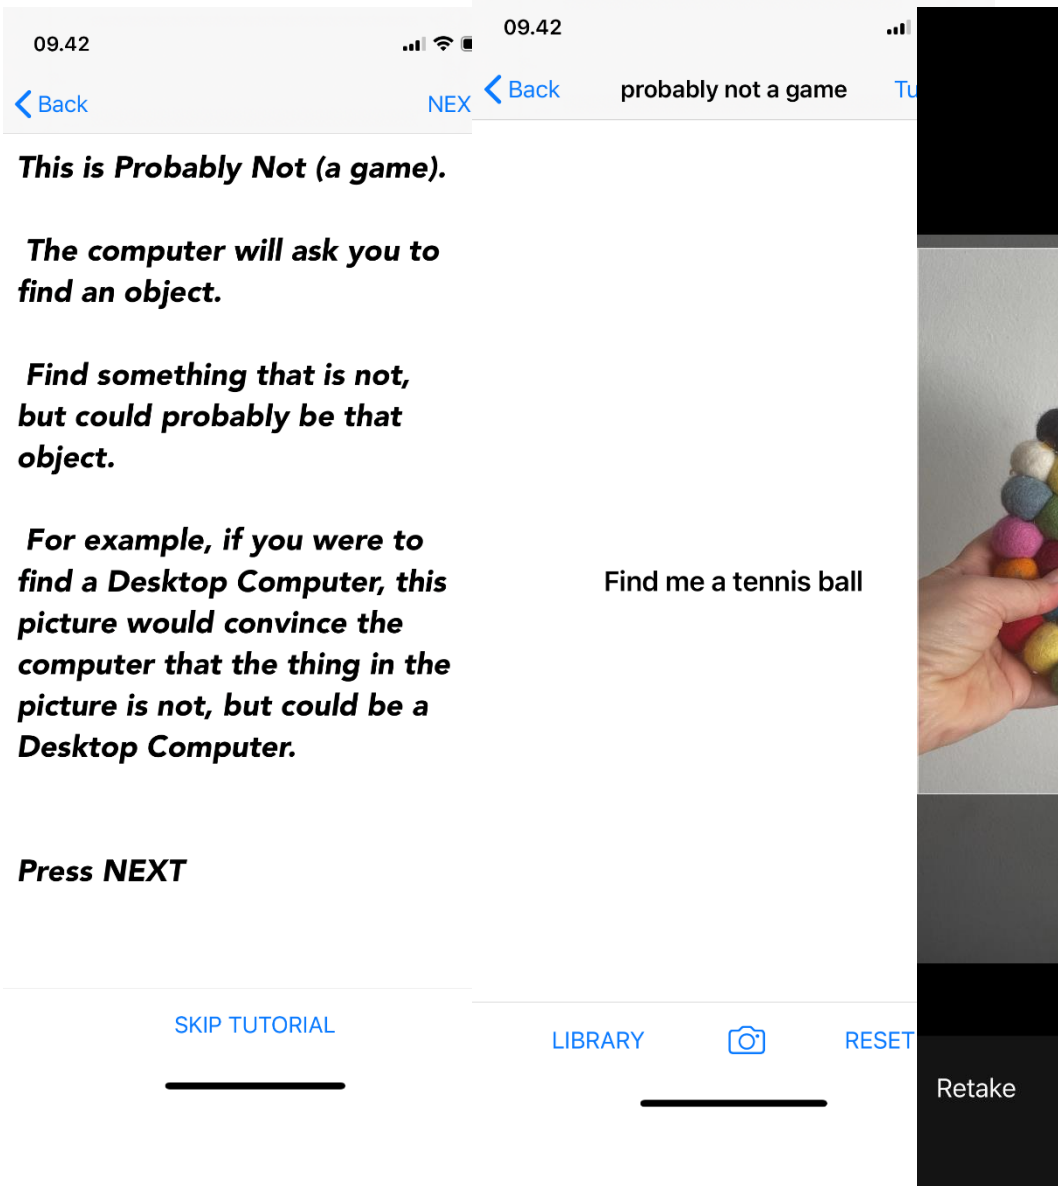 09.42
Back
NEX
This is Probably Not (a game).
The computer will ask you to
find an object.
Find something that is not,
but could probably be that
object.
For example, if you were to
find a Desktop Computer, this
picture would convince the
computer that the thing in the
picture is not, but could be a
Desktop Computer.
Press NEXT
SKIP TUTORIAL
09.42
Back
probably not a game
Tu
Find me a tennis ball
LIBRARY
RESET
Retake